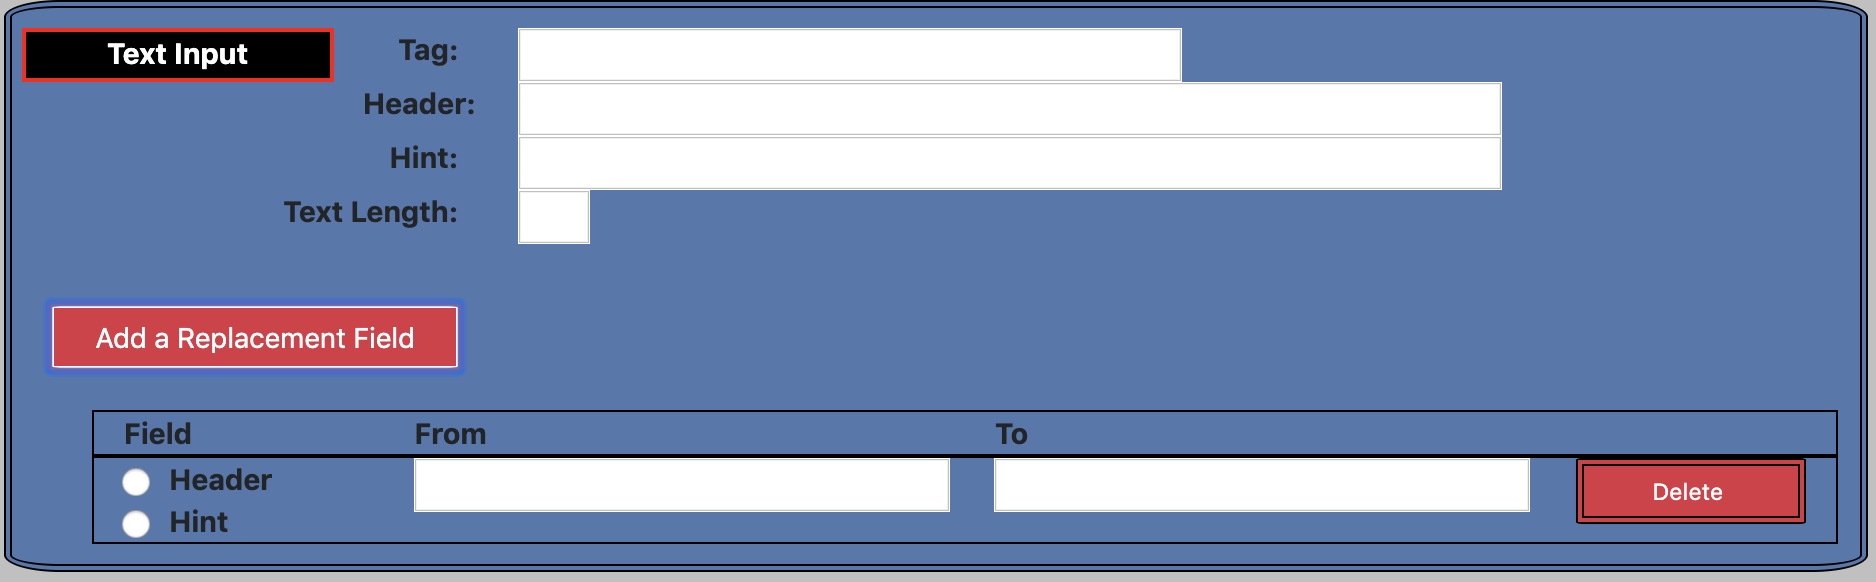 Text Input
Tag:
Header:
Hint:
Text Length:
Add a Replacement Field
Field From To
Header
Delete
Hint